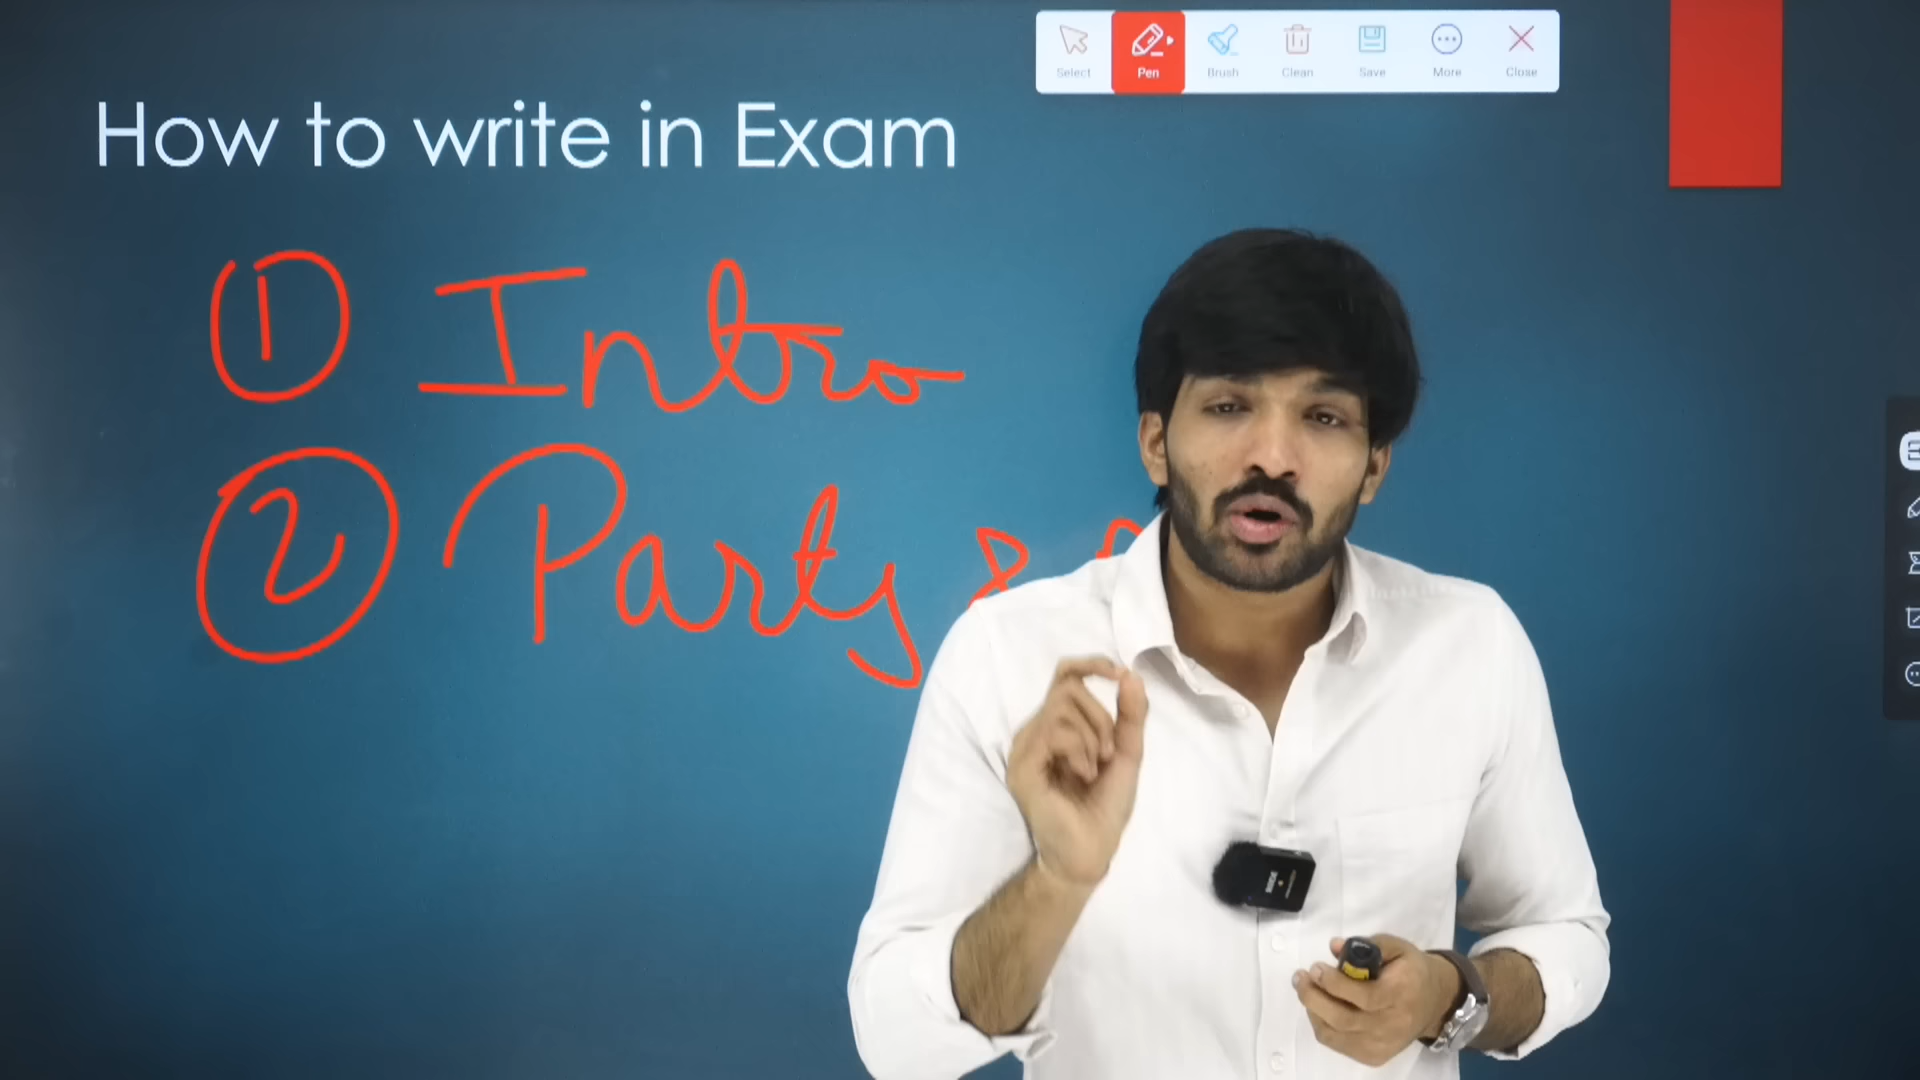 Select Pen Brush Clean Save More Close
How to write in Exam
① Intro
② Party &